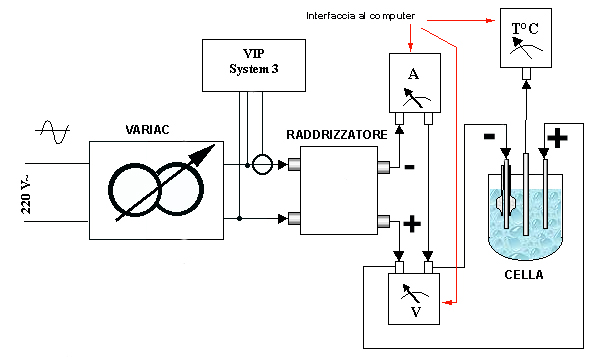 Interfaccia al computer
T°C
VIP
System 3
A
VARIAC
RADDRIZZATORE
-
+
220 V~
-
+
V
CELLA